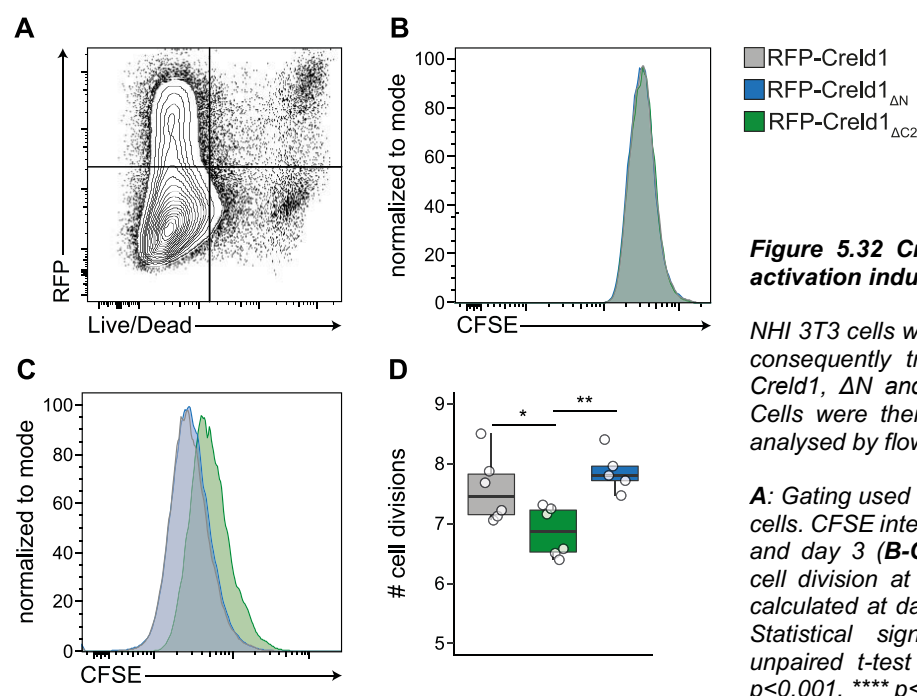 A
RFP
Live/Dead
B
normalized to mode
100
80
60
40
20
0
CFSE
RFP-Creld1
RFP-Creld1ΔN
RFP-Creld1ΔC2
C
normalized to mode
100
80
60
40
20
0
CFSE
D
# cell divisions
9
8
7
6
5
*
**
Figure 5.32 Cr
activation indu
NHI 3T3 cells w
consequently tr
Creld1, ΔN and
Cells were ther
analysed by flow
A: Gating used
cells. CFSE inte
and day 3 (B-C
cell division at
calculated at da
Statistical sign
unpaired t-test
p<0.001, **** p<